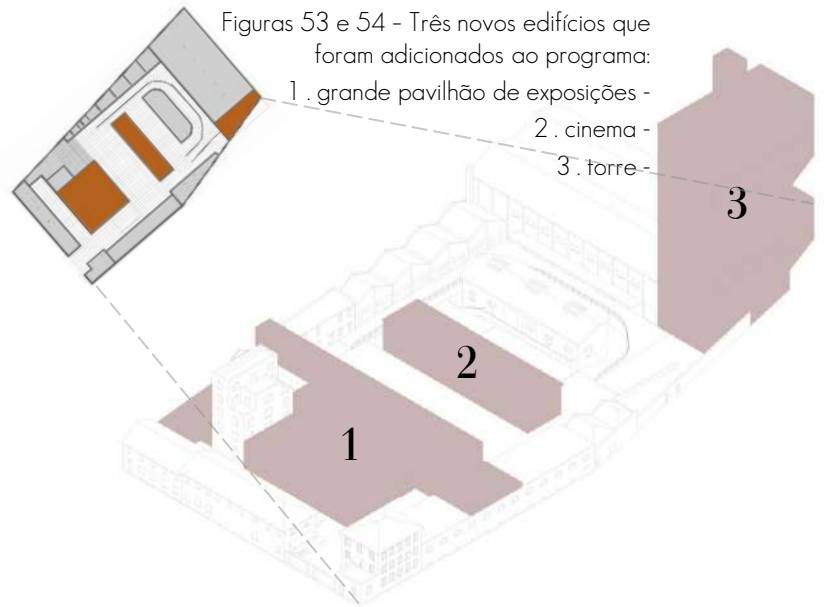 Figuras 53 e 54 - Três novos edifícios que
foram adicionados ao programa:
1 . grande pavilhão de exposições -
2 . cinema -
3 . torre -
3
2
1